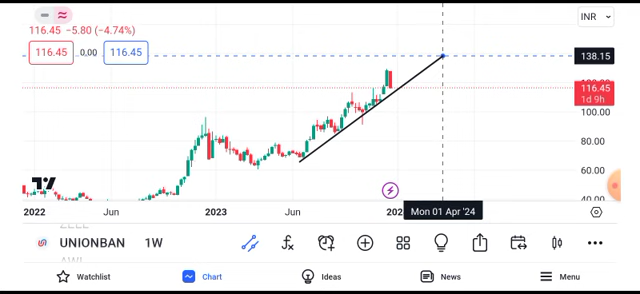 INR
116.45 −5.80 (−4.74%)
116.45 0.00 116.45
138.15
116.45
1d 9h
100.00
80.00
60.00
40.00
2022 Jun 2023 Jun
Mon 01 Apr '24
UNIONBAN 1W
Watchlist Chart Ideas News Menu